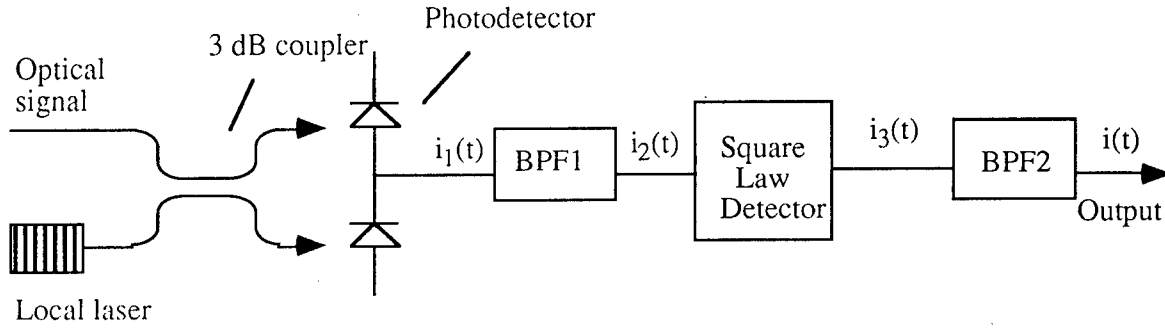 Photodetector
3 dB coupler
Optical
signal
i1(t)
BPF1
i2(t)
Square
Law
Detector
i3(t)
BPF2
i(t)
Output
Local laser